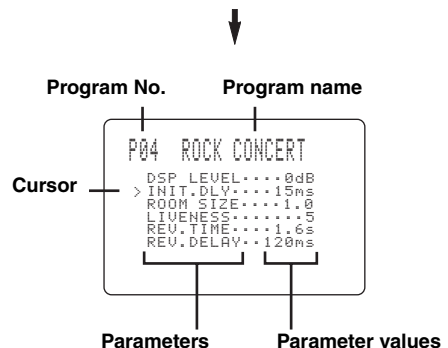 Program No. Program name
P04 ROCK CONCERT
DSP LEVEL····0dB
Cursor > INIT.DLY····15ms
ROOM SIZE····1.0
LIVENESS·······5
REV.TIME····1.6s
REV.DELAY··120ms
Parameters Parameter values